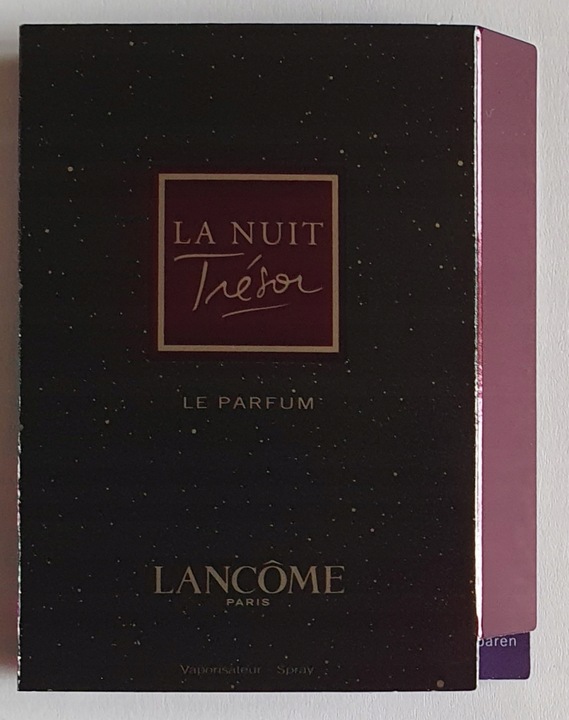 LA NUIT
Trésor
LE PARFUM
LANCÔME
PARIS
Vaporisateur - Spray
paren